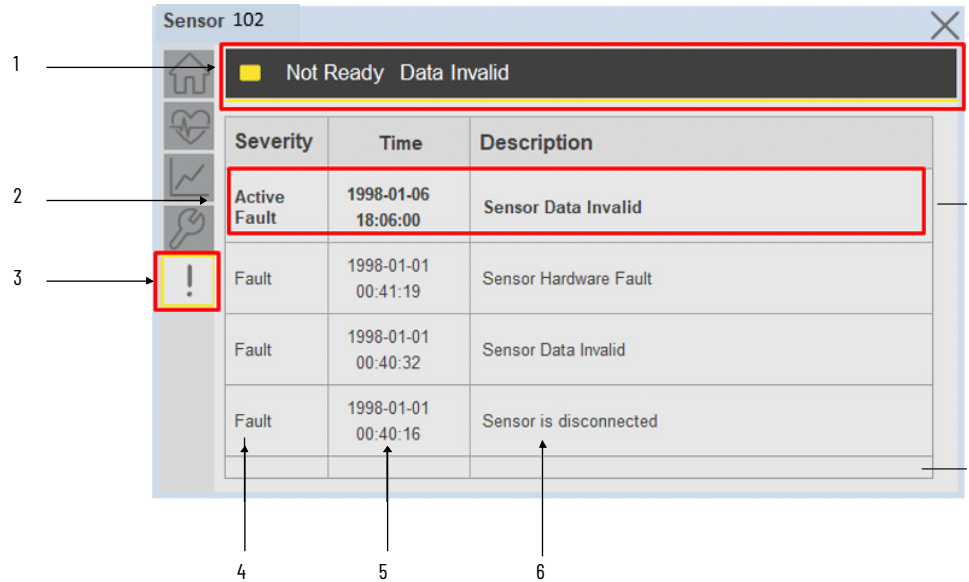 Sensor 102
1
Not Ready Data Invalid
Severity Time Description
2
Active Fault 1998-01-06 18:06:00 Sensor Data Invalid
3
Fault 1998-01-01 00:41:19 Sensor Hardware Fault
Fault 1998-01-01 00:40:32 Sensor Data Invalid
Fault 1998-01-01 00:40:16 Sensor is disconnected
4 5 6